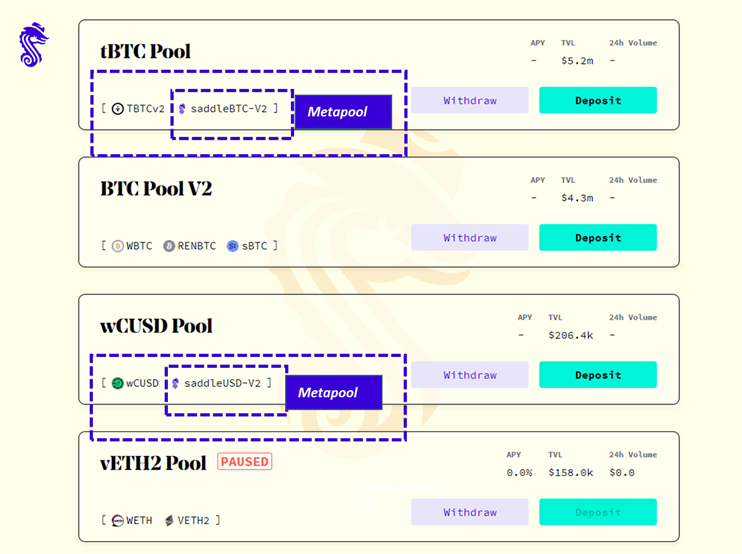 tBTC Pool
APY TVL 24h Volume
- $5.2m -
[ TBTCv2 saddleBTC-V2 ]
Metapool
Withdraw Deposit
BTC Pool V2
APY TVL 24h Volume
- $4.3m -
[ WBTC RENBTC sBTC ]
Withdraw Deposit
wCUSD Pool
APY TVL 24h Volume
- $206.4k -
[ wCUSD saddleUSD-V2 ]
Metapool
Withdraw Deposit
vETH2 Pool PAUSED
APY TVL 24h Volume
0.0% $158.0k $0.0
[ WETH VETH2 ]
Withdraw Deposit